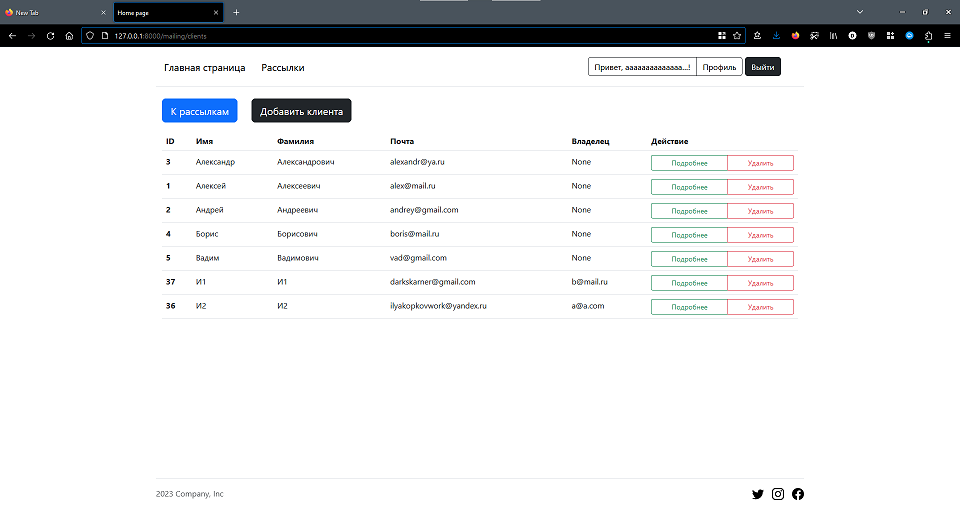 New Tab
Home page
127.0.0.1:8000/mailing/clients
Главная страница Рассылки Привет, aaaaaaaaaaaaaa...! Профиль Выйти
К рассылкам Добавить клиента
ID Имя Фамилия Почта Владелец Действие
3 Александр Александрович alexandr@ya.ru None Подробнее Удалить
1 Алексей Алексеевич alex@mail.ru None Подробнее Удалить
2 Андрей Андреевич andrey@gmail.com None Подробнее Удалить
4 Борис Борисович boris@mail.ru None Подробнее Удалить
5 Вадим Вадимович vad@gmail.com None Подробнее Удалить
37 И1 И1 darkskarner@gmail.com b@mail.ru Подробнее Удалить
36 И2 И2 ilyakopkovwork@yandex.ru a@a.com Подробнее Удалить
2023 Company, Inc